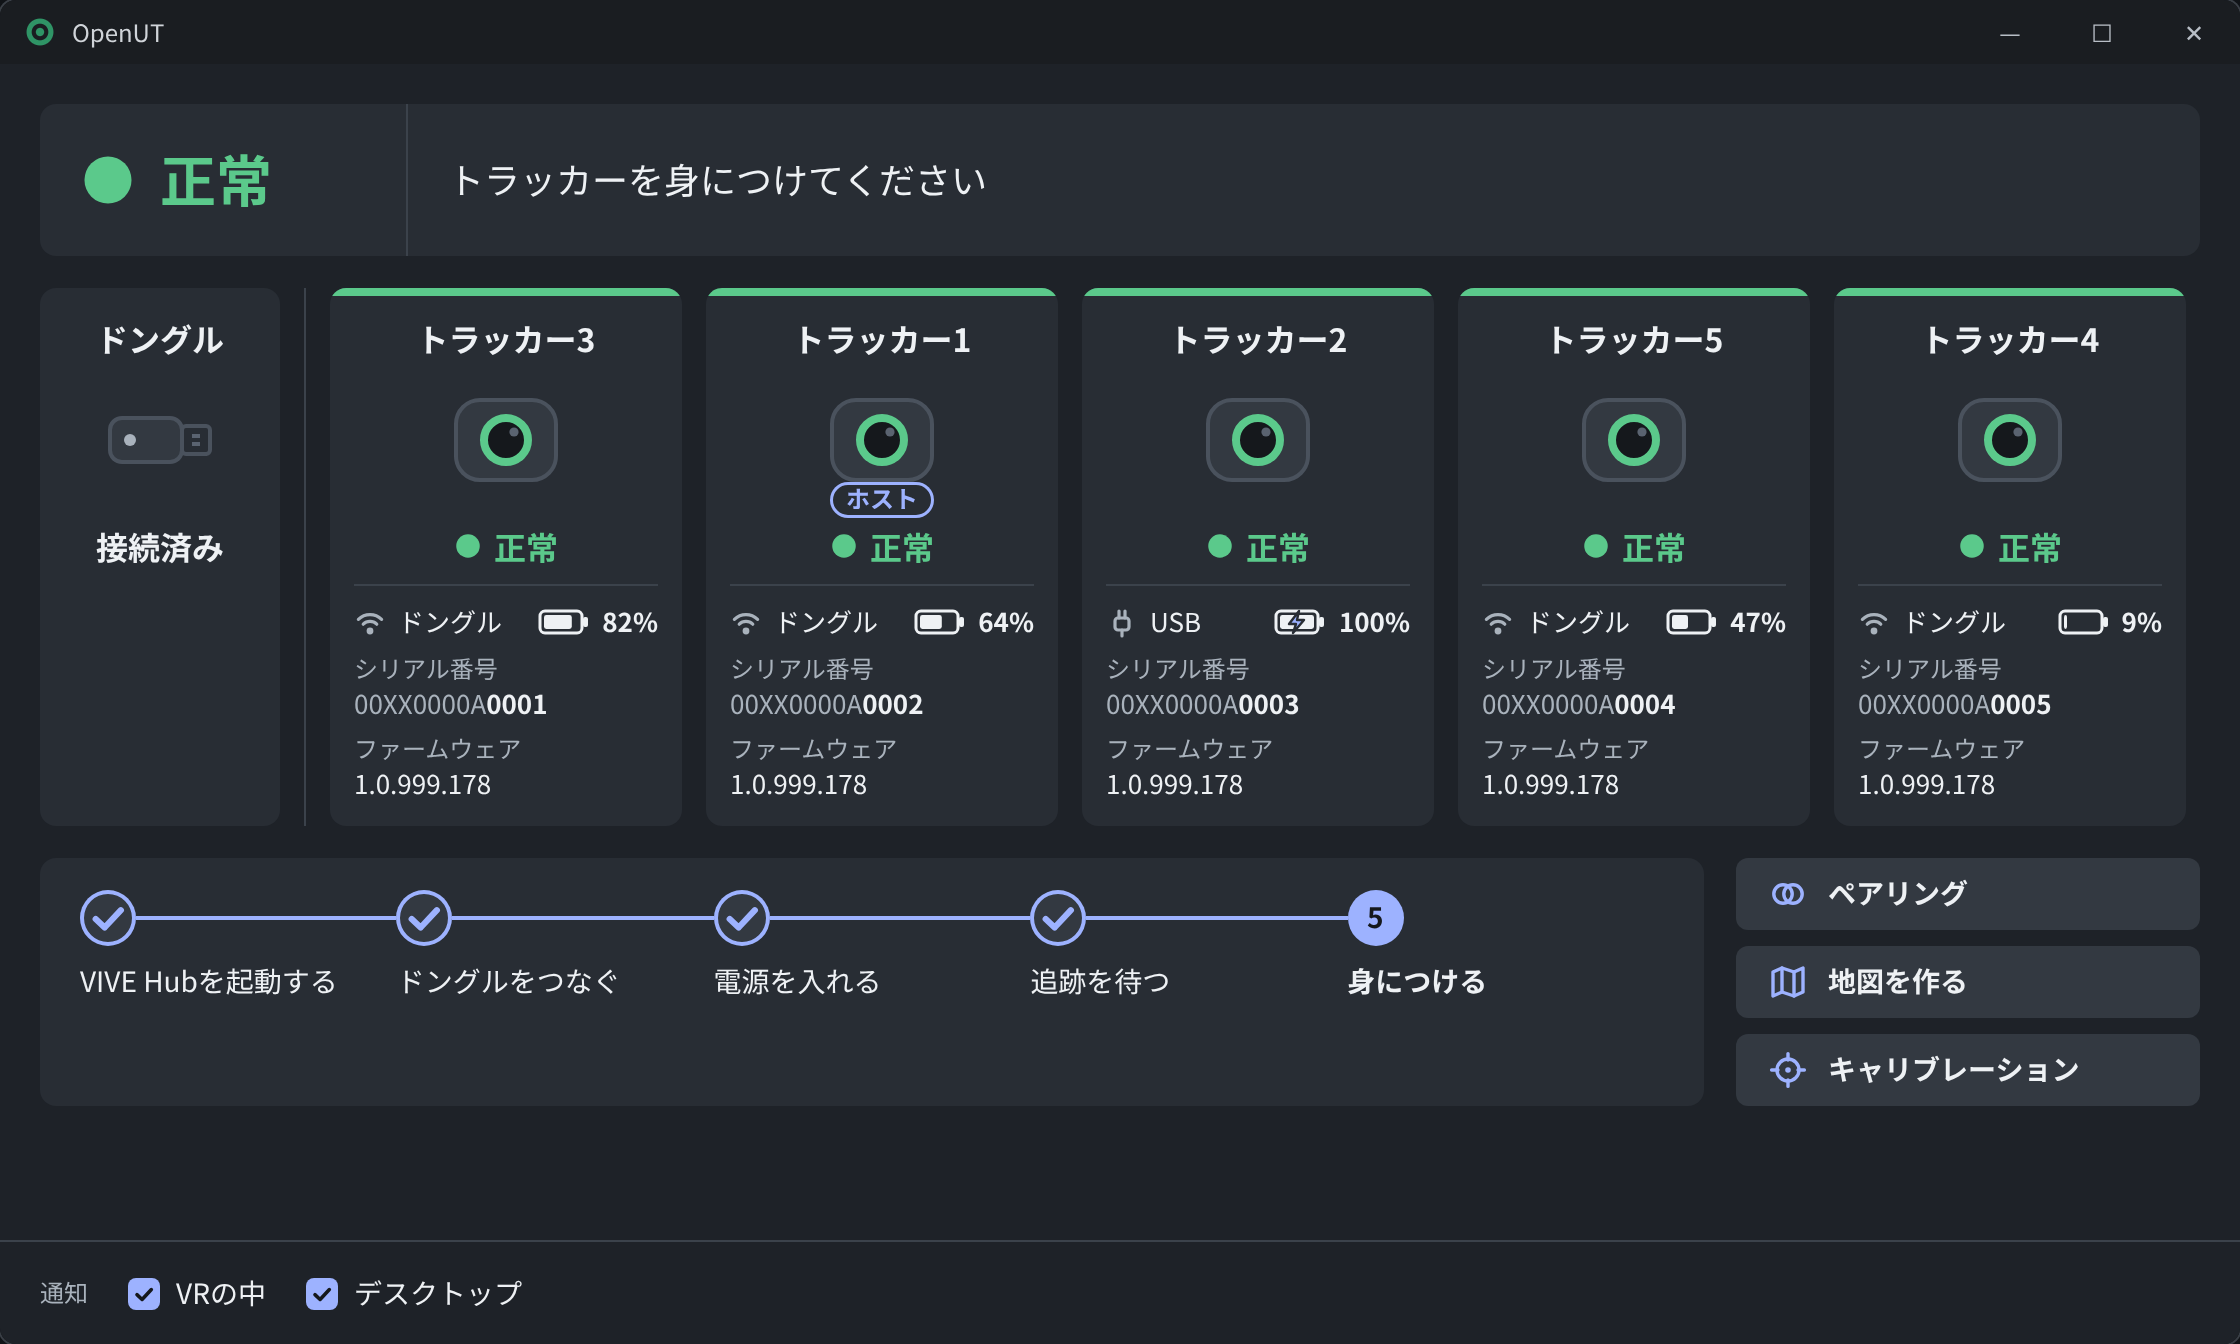 OpenUT
正常
トラッカーを身につけてください
ドングル
接続済み
トラッカー3
正常
ドングル 82%
シリアル番号
00XX0000A0001
ファームウェア
1.0.999.178
トラッカー1
ホスト
正常
ドングル 64%
シリアル番号
00XX0000A0002
ファームウェア
1.0.999.178
トラッカー2
正常
USB 100%
シリアル番号
00XX0000A0003
ファームウェア
1.0.999.178
トラッカー5
正常
ドングル 47%
シリアル番号
00XX0000A0004
ファームウェア
1.0.999.178
トラッカー4
正常
ドングル 9%
シリアル番号
00XX0000A0005
ファームウェア
1.0.999.178
VIVE Hubを起動する
ドングルをつなぐ
電源を入れる
追跡を待つ
5
身につける
ペアリング
地図を作る
キャリブレーション
通知 VRの中 デスクトップ